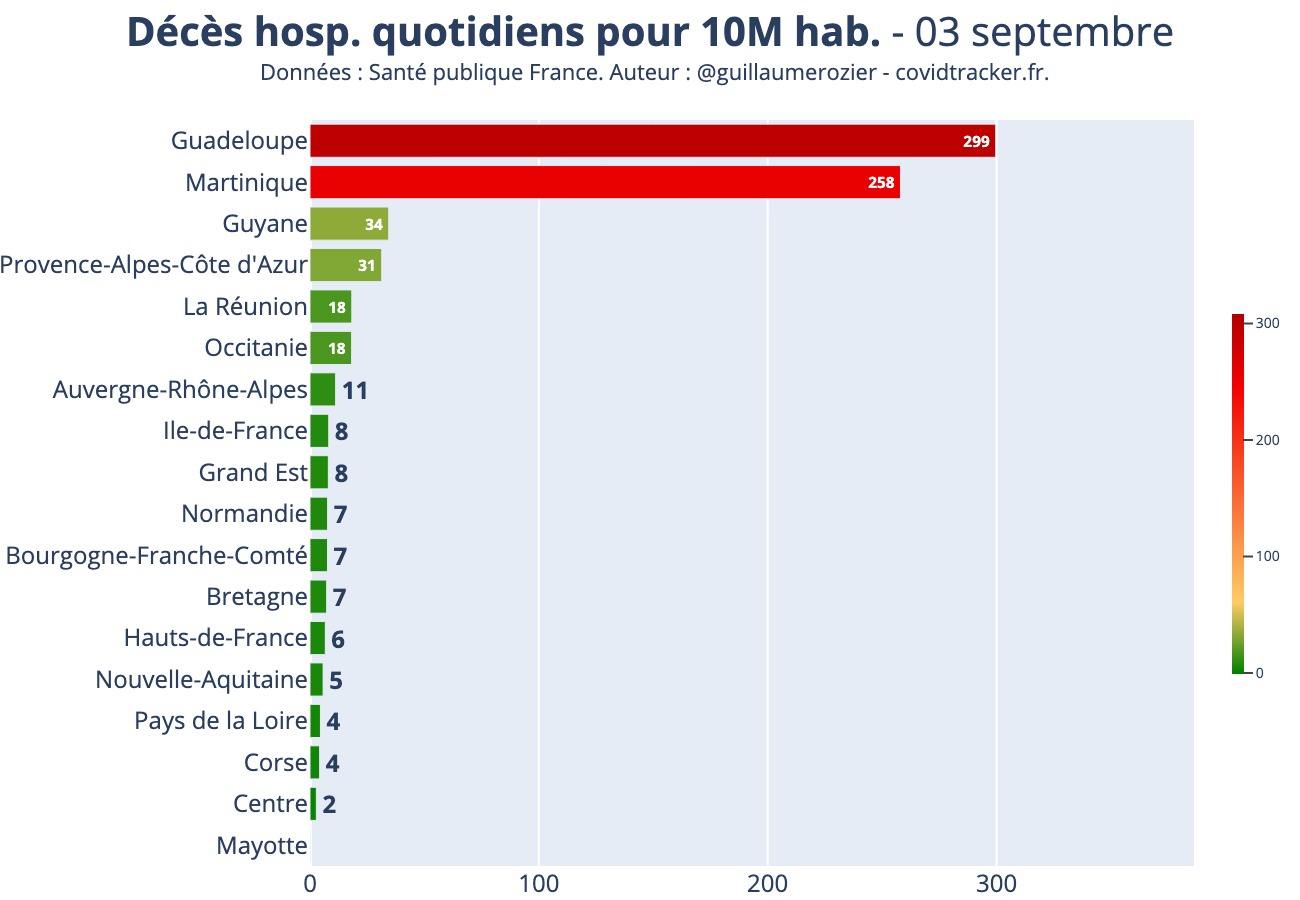 Décès hosp. quotidiens pour 10M hab. - 03 septembre
Données : Santé publique France. Auteur : @guillaumerozier - covidtracker.fr.
Guadeloupe 299
Martinique 258
Guyane 34
Provence-Alpes-Côte d'Azur 31
La Réunion 18
Occitanie 18
Auvergne-Rhône-Alpes 11
Ile-de-France 8
Grand Est 8
Normandie 7
Bourgogne-Franche-Comté 7
Bretagne 7
Hauts-de-France 6
Nouvelle-Aquitaine 5
Pays de la Loire 4
Corse 4
Centre 2
Mayotte
0 100 200 300
300
200
100
0